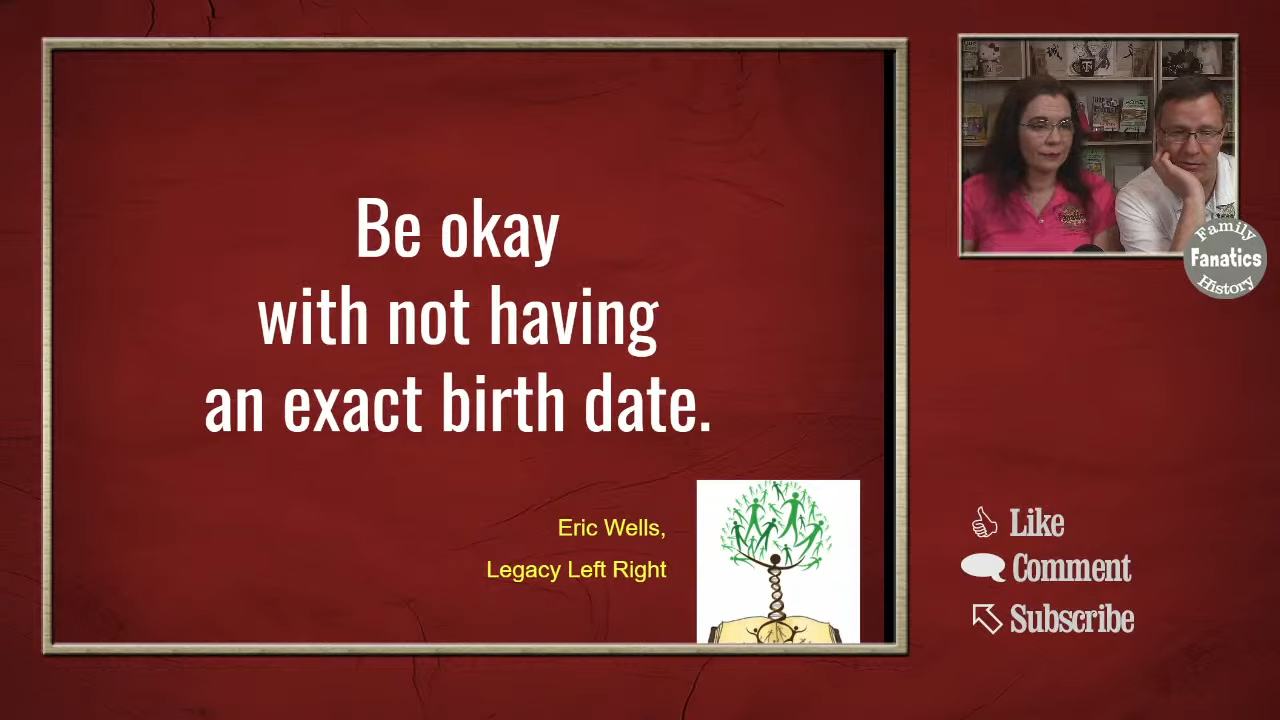 Be okay
with not having
an exact birth date.
Eric Wells,
Legacy Left Right
Family
Fanatics
History
Like
Comment
Subscribe